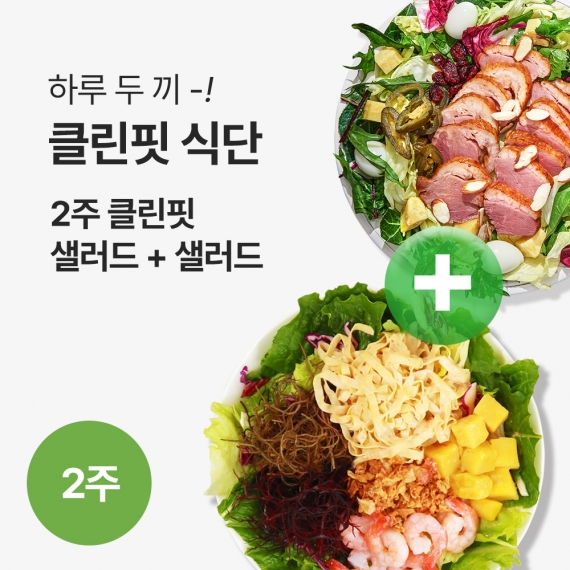 하루 두 끼 -!
클린핏 식단
2주 클린핏
샐러드 + 샐러드
2주